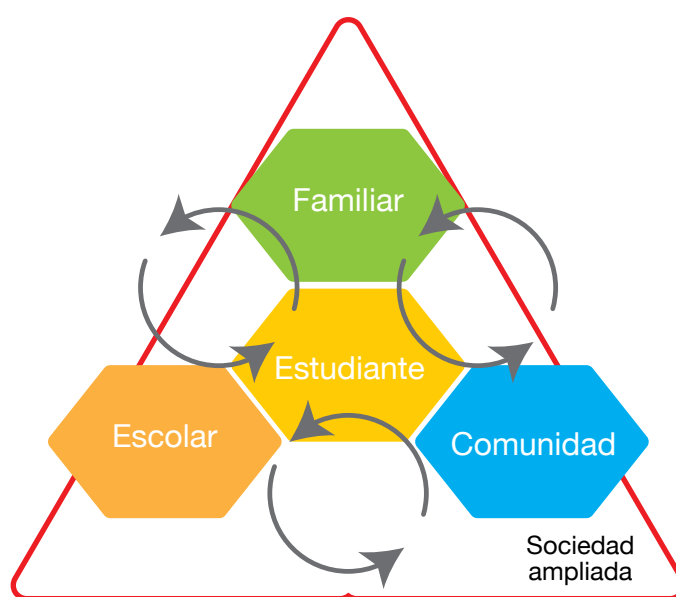 Familiar
Estudiante
Escolar
Comunidad
Sociedad
ampliada